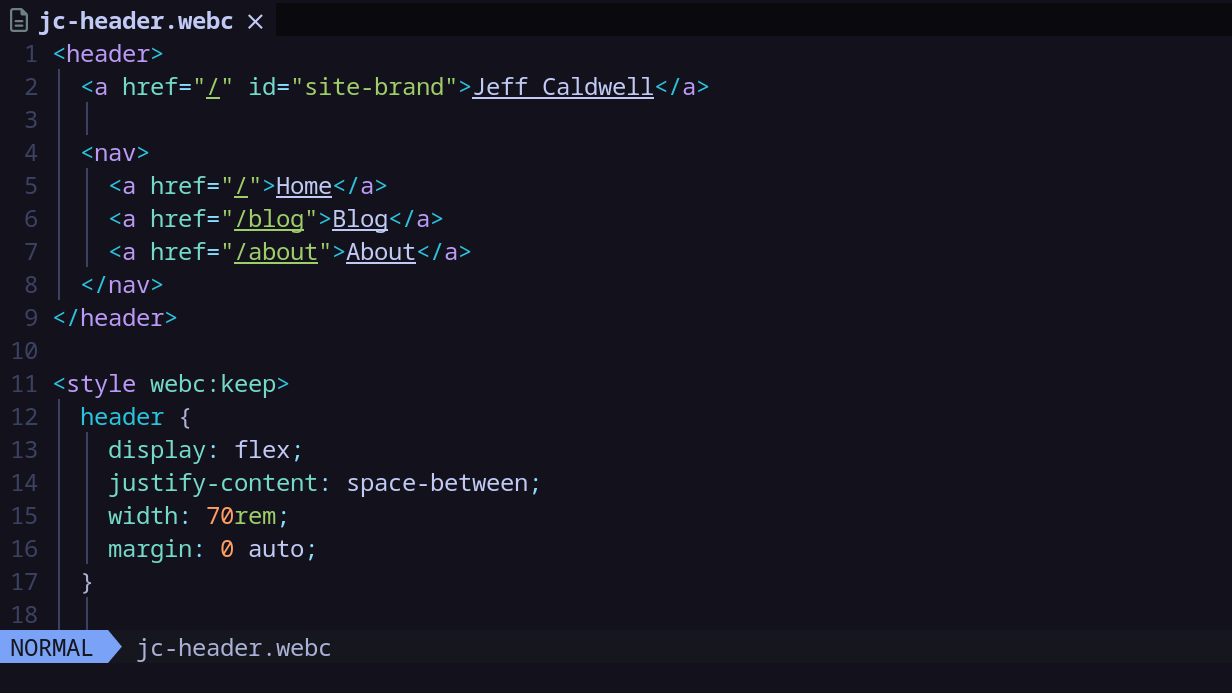 jc-header.webc ×
1 <header>
2   <a href="/" id="site-brand">Jeff Caldwell</a>
3
4   <nav>
5     <a href="/">Home</a>
6     <a href="/blog">Blog</a>
7     <a href="/about">About</a>
8   </nav>
9 </header>
10
11 <style webc:keep>
12   header {
13     display: flex;
14     justify-content: space-between;
15     width: 70rem;
16     margin: 0 auto;
17   }
18
NORMAL jc-header.webc